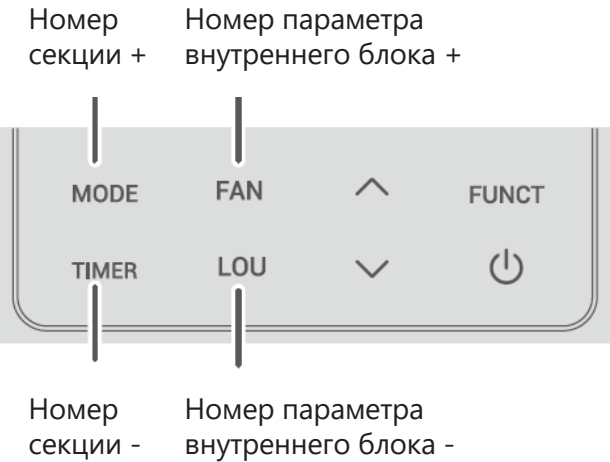 Номер
секции +
Номер параметра
внутреннего блока +
MODE FAN FUNCT
TIMER LOU
Номер
секции -
Номер параметра
внутреннего блока -